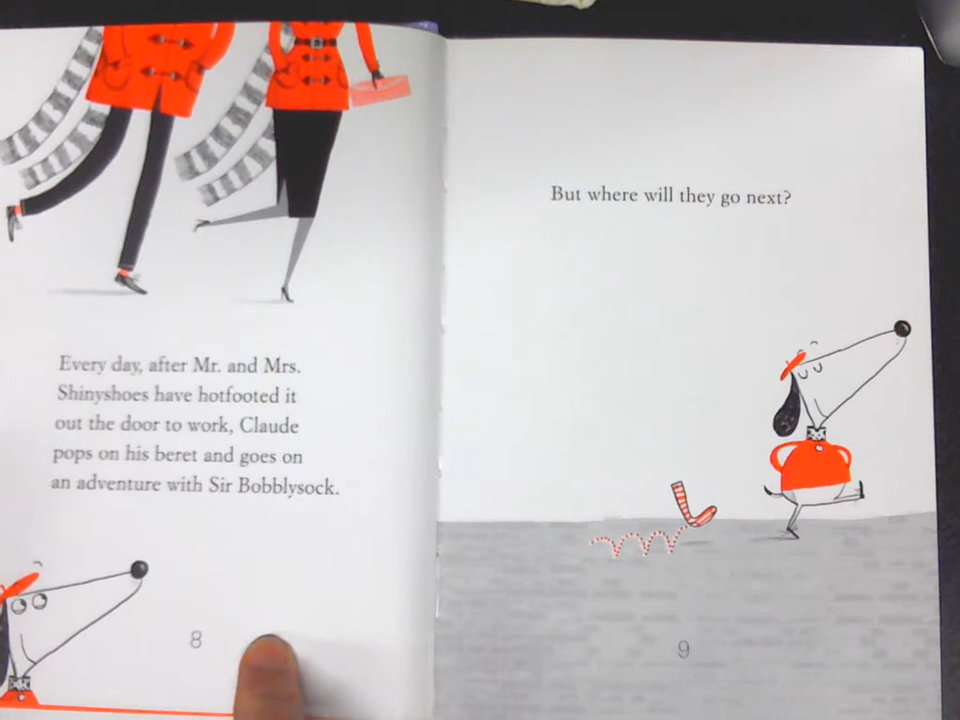 Every day, after Mr. and Mrs.
Shinyshoes have hotfooted it
out the door to work, Claude
pops on his beret and goes on
an adventure with Sir Bobblysock.
8
But where will they go next?
9